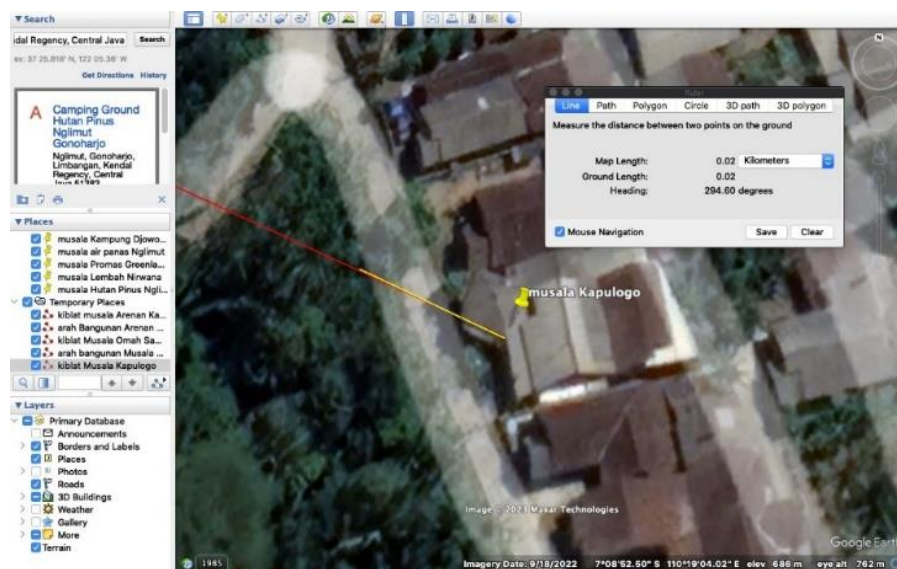 ▼ Search
idal Regency, Central Java Search
ex: 37 25.818' N, 122 05.36' W
Get Directions History
A Camping Ground
Hutan Pinus
Nglimut
Gonoharjo
Nglimut, Gonoharjo,
Limbangan, Kendal
Regency, Central
Java 51383
▼ Places
musala Kampung Djowo...
musala air panas Nglimut
musala Promas Greenla...
musala Lembah Nirwana
musala Hutan Pinus Ngli...
Temporary Places
kiblat musala Arenan Ka...
arah Bangunan Arenan ...
kiblat Musala Omah Sa...
arah bangunan Musala ...
kiblat Musala Kapulogo
▼ Layers
Primary Database
Announcements
Borders and Labels
Places
Photos
Roads
3D Buildings
Weather
Gallery
More
Terrain
N
Ruler
Line Path Polygon Circle 3D path 3D polygon
Measure the distance between two points on the ground
Map Length: 0.02 Kilometers
Ground Length: 0.02
Heading: 294.60 degrees
Mouse Navigation Save Clear
musala Kapulogo
Image © 2023 Maxar Technologies
Google Earth
1985 Imagery Date: 9/18/2022 7°08'52.50" S 110°19'04.02" E elev 686 m eye alt 762 m